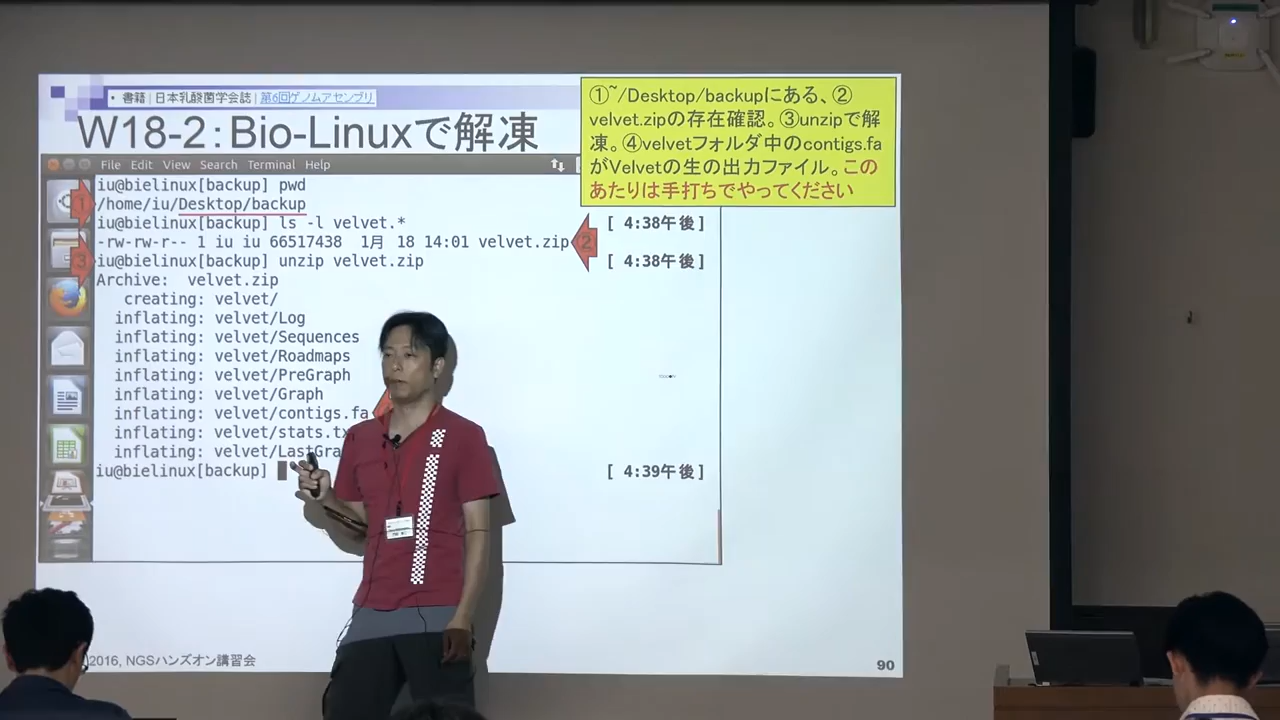 ・書籍 | 日本乳酸菌学会誌 | 第6回ゲノムアセンブリ
W18-2：Bio-Linuxで解凍
①~/Desktop/backupにある、②
velvet.zipの存在確認。③unzipで解
凍。④velvetフォルダ中のcontigs.fa
がVelvetの生の出力ファイル。この
あたりは手打ちでやってください
File Edit View Search Terminal Help
iu@bielinux[backup] pwd
① /home/iu/Desktop/backup
iu@bielinux[backup] ls -l velvet.* [ 4:38午後]
-rw-rw-r-- 1 iu iu 66517438 1月 18 14:01 velvet.zip ②
③ iu@bielinux[backup] unzip velvet.zip [ 4:38午後]
Archive: velvet.zip
creating: velvet/
inflating: velvet/Log
inflating: velvet/Sequences
inflating: velvet/Roadmaps
inflating: velvet/PreGraph
inflating: velvet/Graph
inflating: velvet/contigs.fa
inflating: velvet/stats.tx
inflating: velvet/LastGra
iu@bielinux[backup] [ 4:39午後]
2016, NGSハンズオン講習会
90